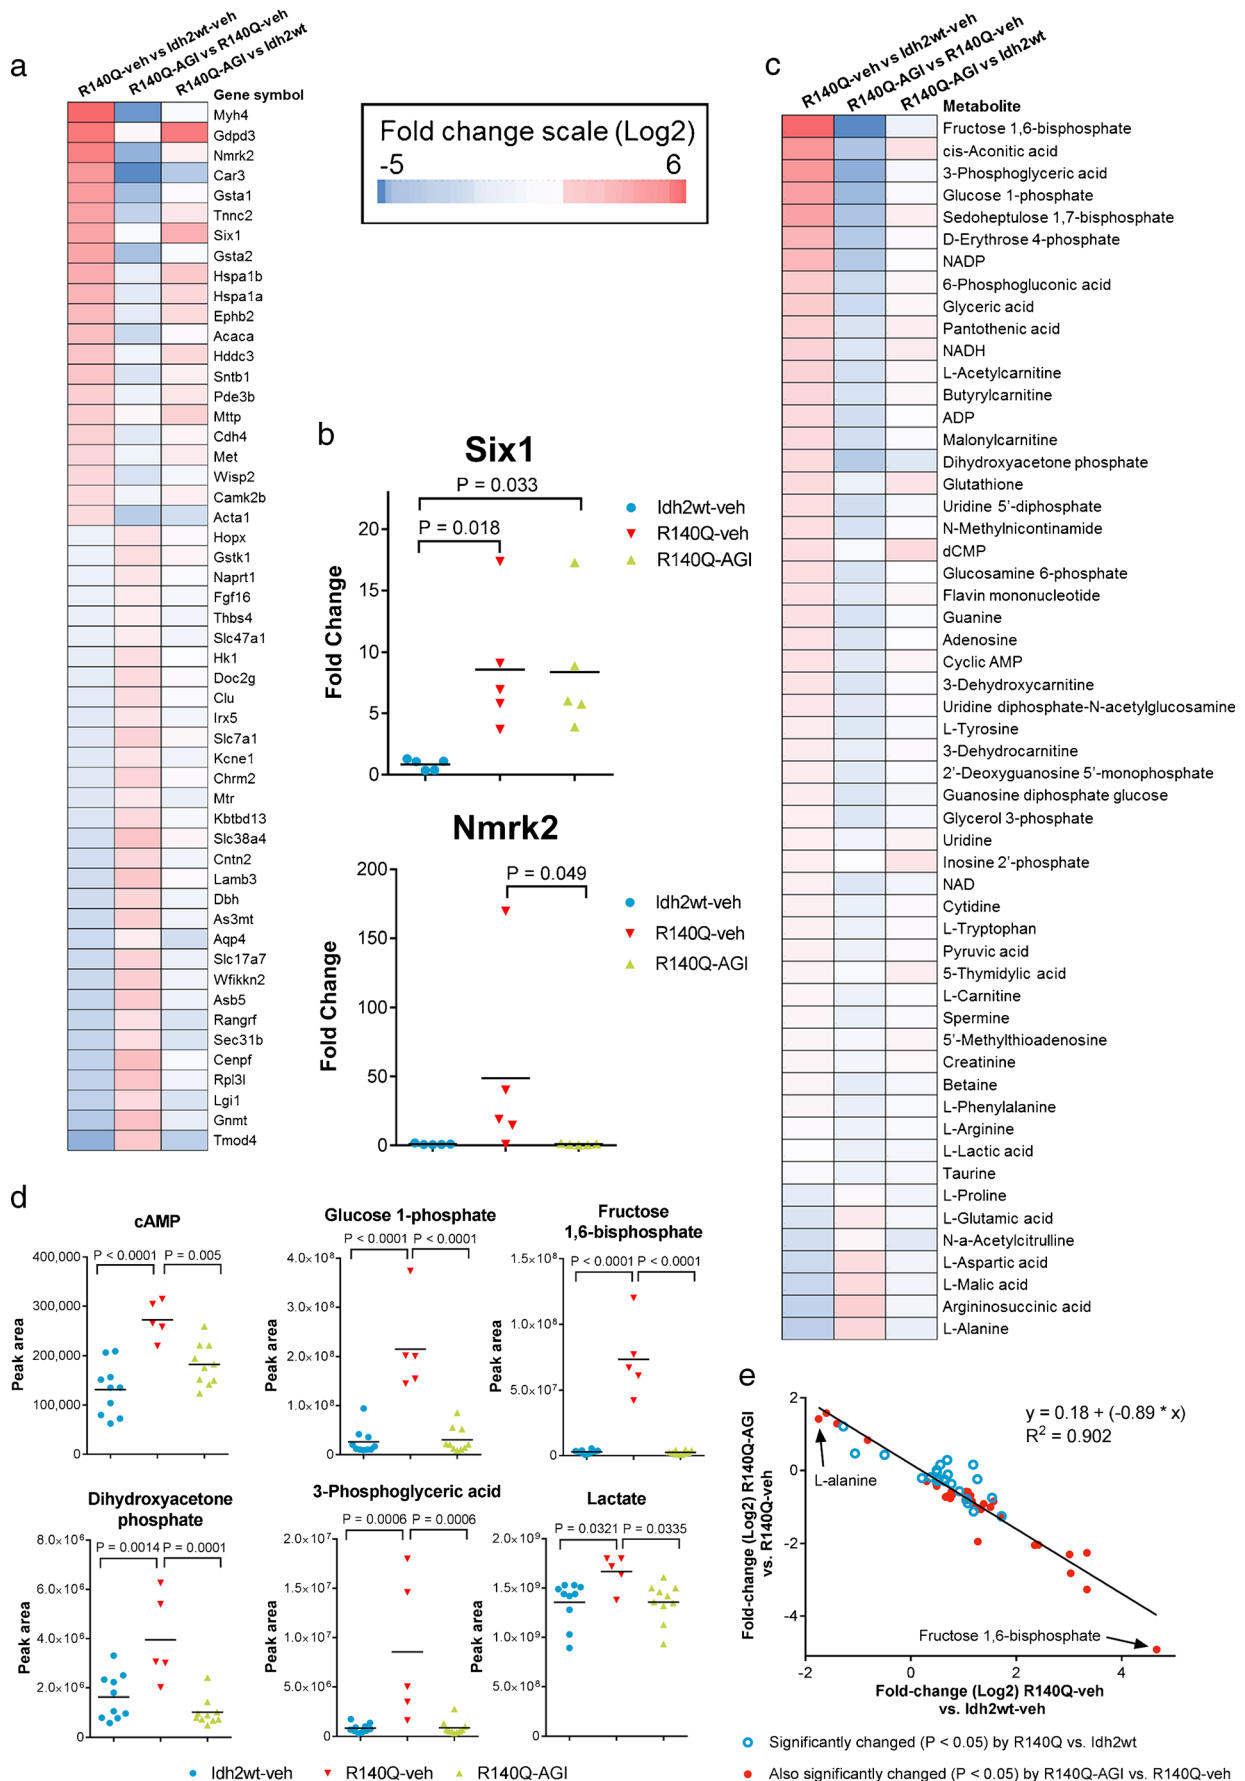 a
R140Q-veh vs Idh2wt-veh
R140Q-AGI vs R140Q-veh
R140Q-AGI vs Idh2wt
Gene symbol
Myh4
Gdpd3
Nmrk2
Car3
Gsta1
Tnnc2
Six1
Gsta2
Hspa1b
Hspa1a
Ephb2
Acaca
Hddc3
Sntb1
Pde3b
Mttp
Cdh4
Met
Wisp2
Camk2b
Acta1
Hopx
Gstk1
Naprt1
Fgf16
Thbs4
Slc47a1
Hk1
Doc2g
Clu
Irx5
Slc7a1
Kcne1
Chrm2
Mtr
Kbtbd13
Slc38a4
Cntn2
Lamb3
Dbh
As3mt
Aqp4
Slc17a7
Wfikkn2
Asb5
Rangrf
Sec31b
Cenpf
Rpl3l
Lgi1
Gnmt
Tmod4
Fold change scale (Log2)
-5 6
b
Six1
P = 0.033
P = 0.018
Fold Change
20
15
10
5
0
Idh2wt-veh
R140Q-veh
R140Q-AGI
Nmrk2
P = 0.049
Fold Change
200
150
100
50
0
Idh2wt-veh
R140Q-veh
R140Q-AGI
c
R140Q-veh vs Idh2wt-veh
R140Q-AGI vs R140Q-veh
R140Q-AGI vs Idh2wt
Metabolite
Fructose 1,6-bisphosphate
cis-Aconitic acid
3-Phosphoglyceric acid
Glucose 1-phosphate
Sedoheptulose 1,7-bisphosphate
D-Erythrose 4-phosphate
NADP
6-Phosphogluconic acid
Glyceric acid
Pantothenic acid
NADH
L-Acetylcarnitine
Butyrylcarnitine
ADP
Malonylcarnitine
Dihydroxyacetone phosphate
Glutathione
Uridine 5'-diphosphate
N-Methylnicontinamide
dCMP
Glucosamine 6-phosphate
Flavin mononucleotide
Guanine
Adenosine
Cyclic AMP
3-Dehydroxycarnitine
Uridine diphosphate-N-acetylglucosamine
L-Tyrosine
3-Dehydrocarnitine
2'-Deoxyguanosine 5'-monophosphate
Guanosine diphosphate glucose
Glycerol 3-phosphate
Uridine
Inosine 2'-phosphate
NAD
Cytidine
L-Tryptophan
Pyruvic acid
5-Thymidylic acid
L-Carnitine
Spermine
5'-Methylthioadenosine
Creatinine
Betaine
L-Phenylalanine
L-Arginine
L-Lactic acid
Taurine
L-Proline
L-Glutamic acid
N-a-Acetylcitrulline
L-Aspartic acid
L-Malic acid
Argininosuccinic acid
L-Alanine
d
cAMP
P < 0.0001 P = 0.005
Peak area
400,000
300,000
200,000
100,000
0
Glucose 1-phosphate
P < 0.0001 P < 0.0001
Peak area
4.0×10⁸
3.0×10⁸
2.0×10⁸
1.0×10⁸
0
Fructose
1,6-bisphosphate
P < 0.0001 P < 0.0001
Peak area
1.5×10⁸
1.0×10⁸
5.0×10⁷
0
Dihydroxyacetone
phosphate
P = 0.0014 P = 0.0001
Peak area
8.0×10⁶
6.0×10⁶
4.0×10⁶
2.0×10⁶
0
3-Phosphoglyceric acid
P = 0.0006 P = 0.0006
Peak area
2.0×10⁷
1.5×10⁷
1.0×10⁷
5.0×10⁶
0
Lactate
P = 0.0321 P = 0.0335
Peak area
2.0×10⁹
1.5×10⁹
1.0×10⁹
5.0×10⁸
0
Idh2wt-veh R140Q-veh R140Q-AGI
e
y = 0.18 + (-0.89 * x)
R² = 0.902
L-alanine
Fructose 1,6-bisphosphate
Fold-change (Log2) R140Q-AGI
vs. R140Q-veh
2
0
-2
-4
-2 0 2 4
Fold-change (Log2) R140Q-veh
vs. Idh2wt-veh
Significantly changed (P < 0.05) by R140Q vs. Idh2wt
Also significantly changed (P < 0.05) by R140Q-AGI vs. R140Q-veh